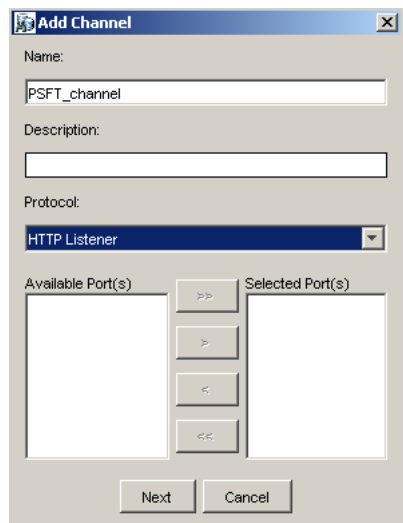 Add Channel
Name:
PSFT_channel
Description:
Protocol:
HTTP Listener
Available Port(s)
Selected Port(s)
>>
>
<
<<
Next
Cancel